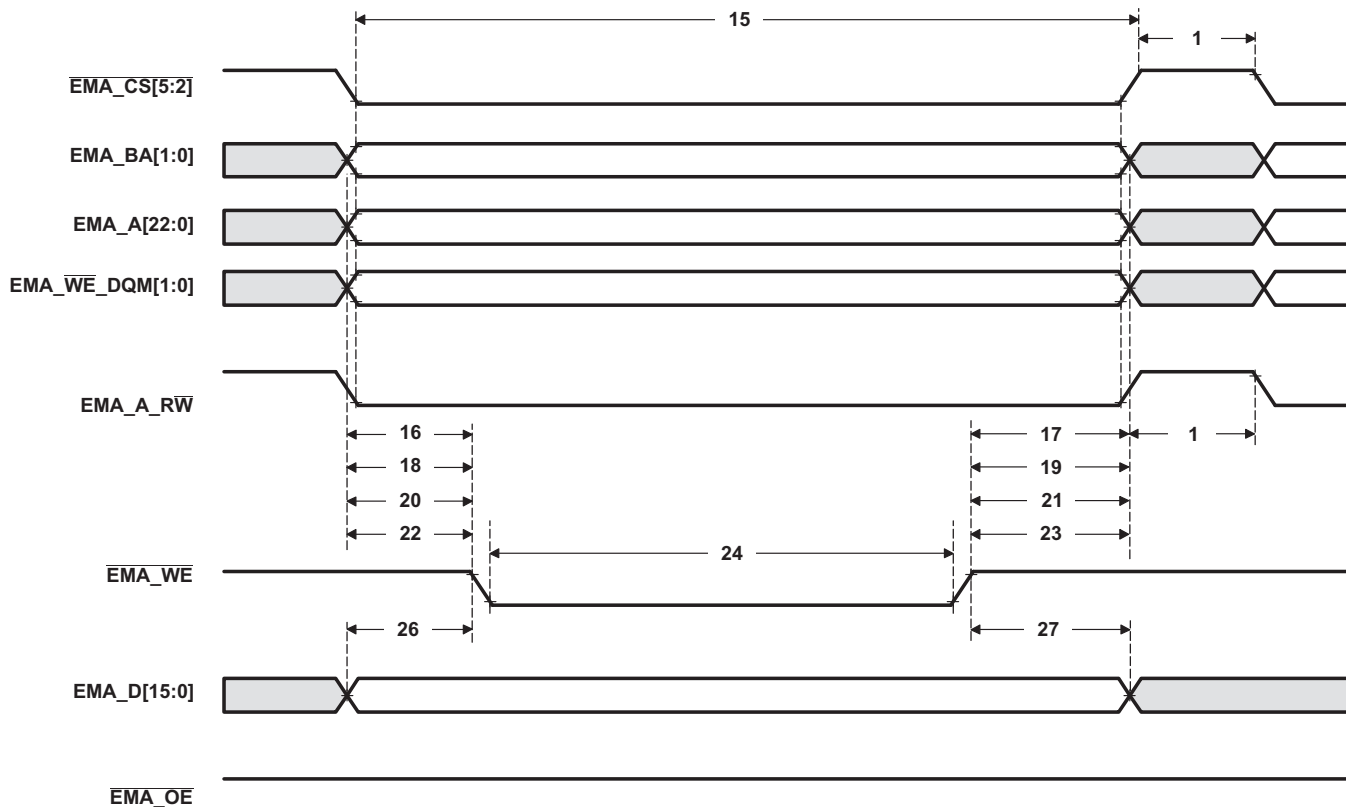 15
1
EMA_CS[5:2]
EMA_BA[1:0]
EMA_A[22:0]
EMA_WE_DQM[1:0]
EMA_A_RW
16
17
1
18
19
20
21
22
23
24
EMA_WE
26
27
EMA_D[15:0]
EMA_OE